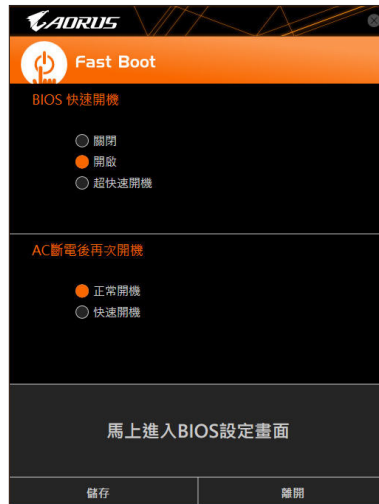 AORUS
Fast Boot
BIOS 快速開機
關閉
開啟
超快速開機
AC斷電後再次開機
正常開機
快速開機
馬上進入BIOS設定畫面
儲存
離開